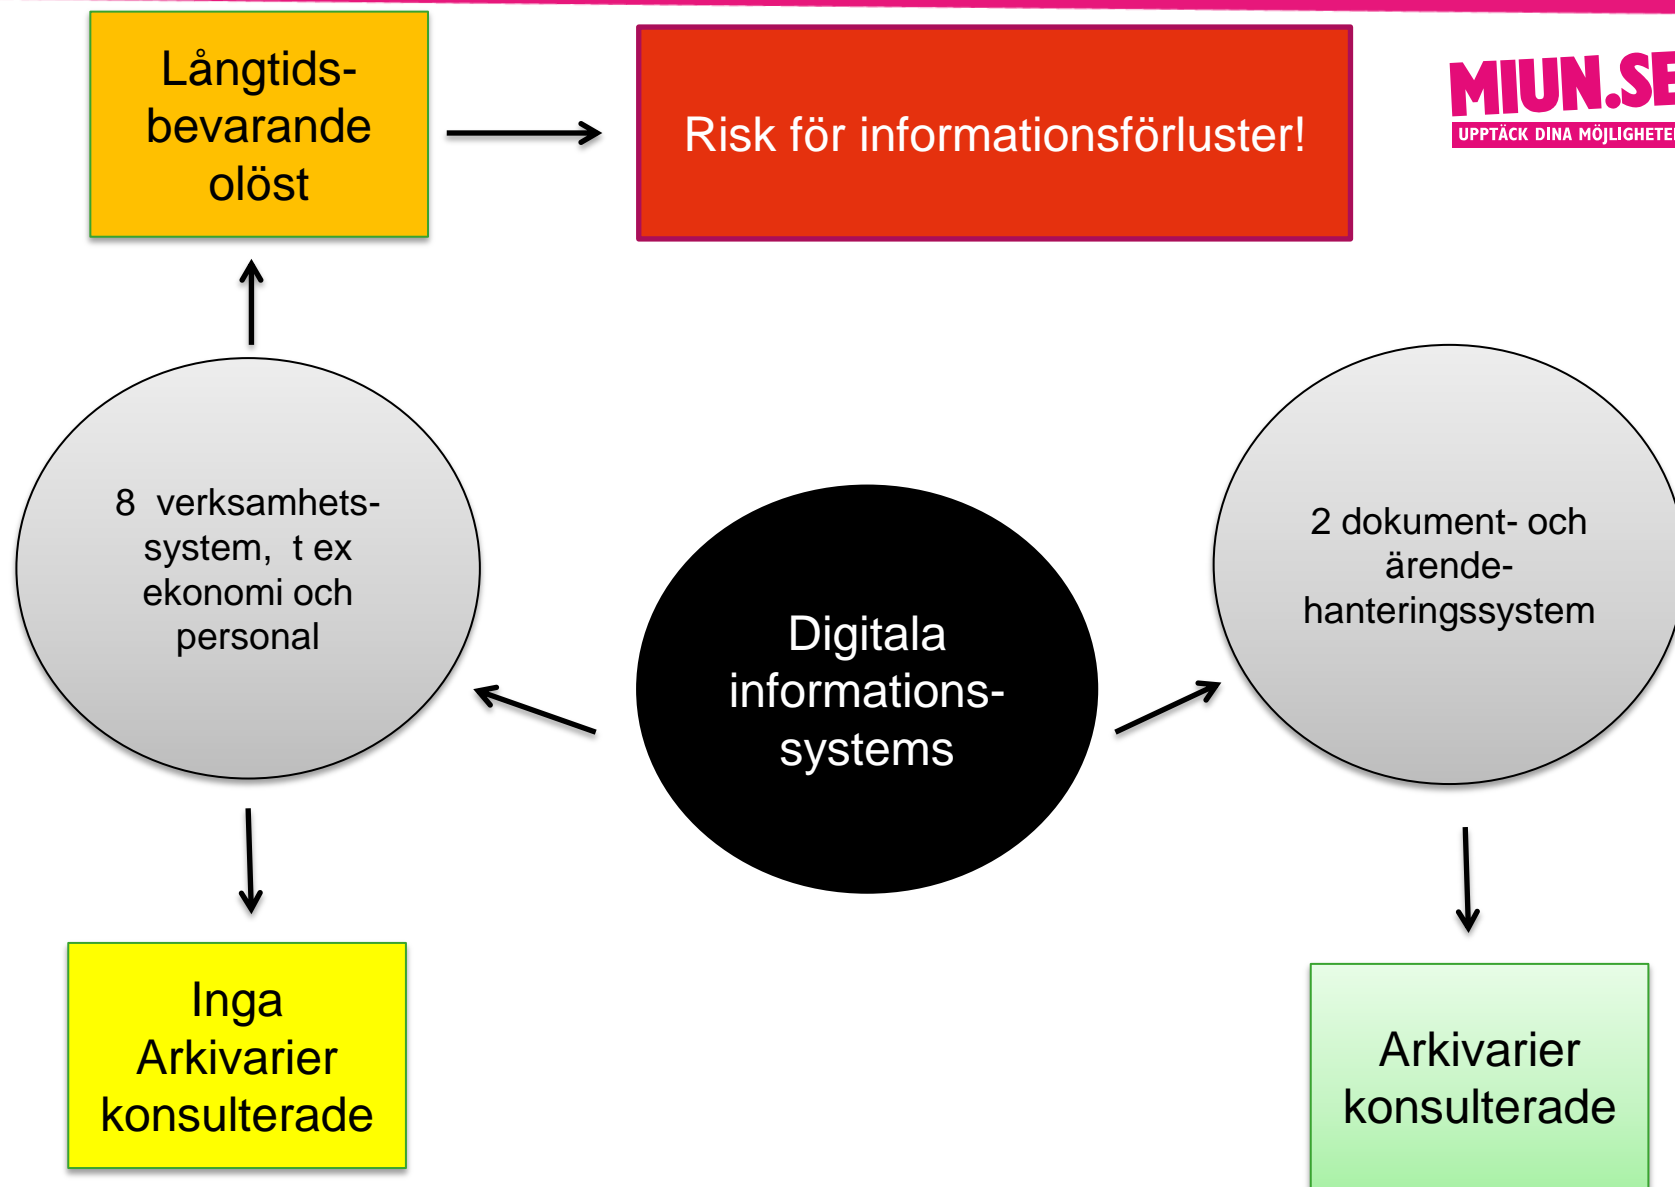 Långtids-
bevarande
olöst
Risk för informationsförluster!
MIUN.SE
UPPTÄCK DINA MÖJLIGHETER
8 verksamhets-
system, t ex
ekonomi och
personal
Digitala
informations-
systems
2 dokument- och
ärende-
hanteringssystem
Inga
Arkivarier
konsulterade
Arkivarier
konsulterade